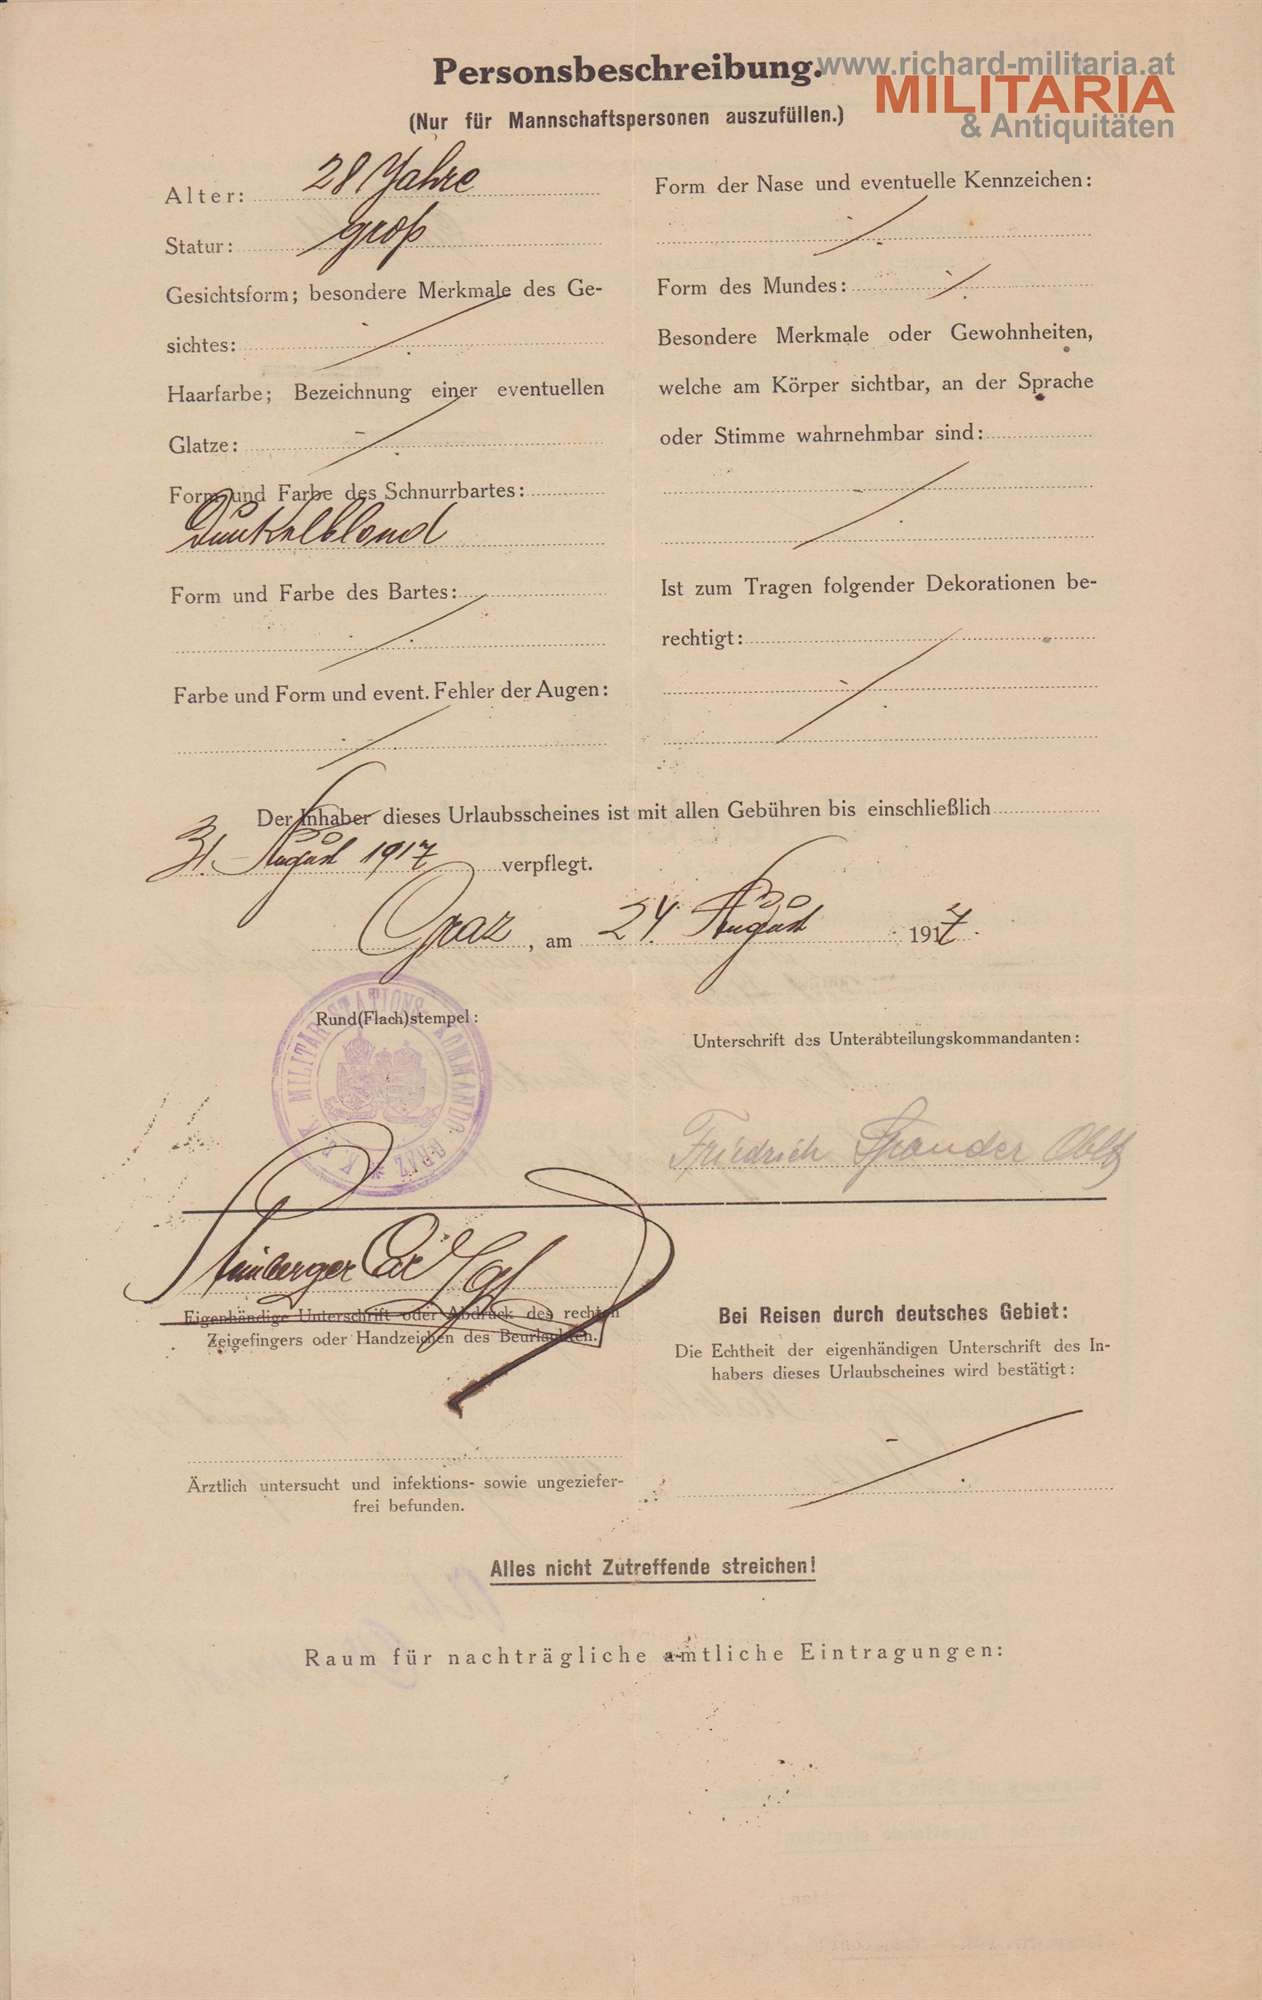 www.richard-militaria.at
MILITARIA
& Antiquitäten
Personsbeschreibung.
(Nur für Mannschaftspersonen auszufüllen.)
Alter: 28 Jahre
Statur: groß
Gesichtsform; besondere Merkmale des Ge-
sichtes:
Haarfarbe; Bezeichnung einer eventuellen
Glatze:
Form und Farbe des Schnurrbartes:
Dunkelblond
Form und Farbe des Bartes:
Farbe und Form und event. Fehler der Augen:
Form der Nase und eventuelle Kennzeichen:
Form des Mundes:
Besondere Merkmale oder Gewohnheiten,
welche am Körper sichtbar, an der Sprache
oder Stimme wahrnehmbar sind:
Ist zum Tragen folgender Dekorationen be-
rechtigt:
Der Inhaber dieses Urlaubsscheines ist mit allen Gebühren bis einschließlich
31. August 1917 verpflegt.
Graz, am 24. August 1917.
Rund(Flach)stempel:
K. u. K. MILITÄR STATIONS KOMMANDO GRAZ *
Unterschrift des Unterabteilungskommandanten:
Friedrich Oblt
Steinberger
Eigenhändige Unterschrift oder Abdruck des rechten
Zeigefingers oder Handzeichen des Beurlaubten.
Bei Reisen durch deutsches Gebiet:
Die Echtheit der eigenhändigen Unterschrift des In-
habers dieses Urlaubscheines wird bestätigt:
Ärztlich untersucht und infektions- sowie ungeziefer-
frei befunden.
Alles nicht Zutreffende streichen!
Raum für nachträgliche amtliche Eintragungen: